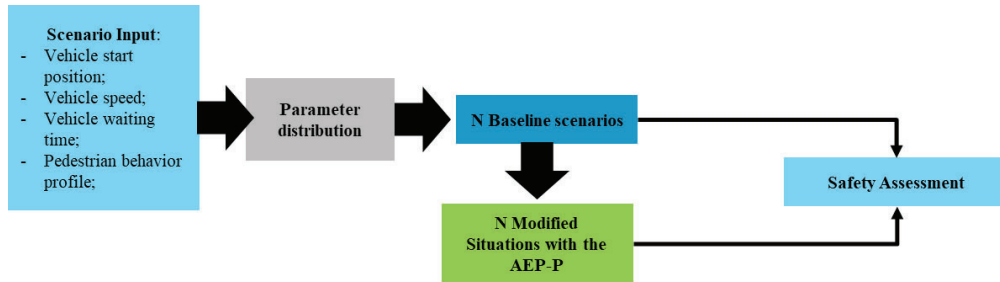 Scenario Input:
- Vehicle start
position;
- Vehicle speed;
- Vehicle waiting
time;
- Pedestrian behavior
profile;
Parameter
distribution
N Baseline scenarios
N Modified
Situations with the
AEP-P
Safety Assessment